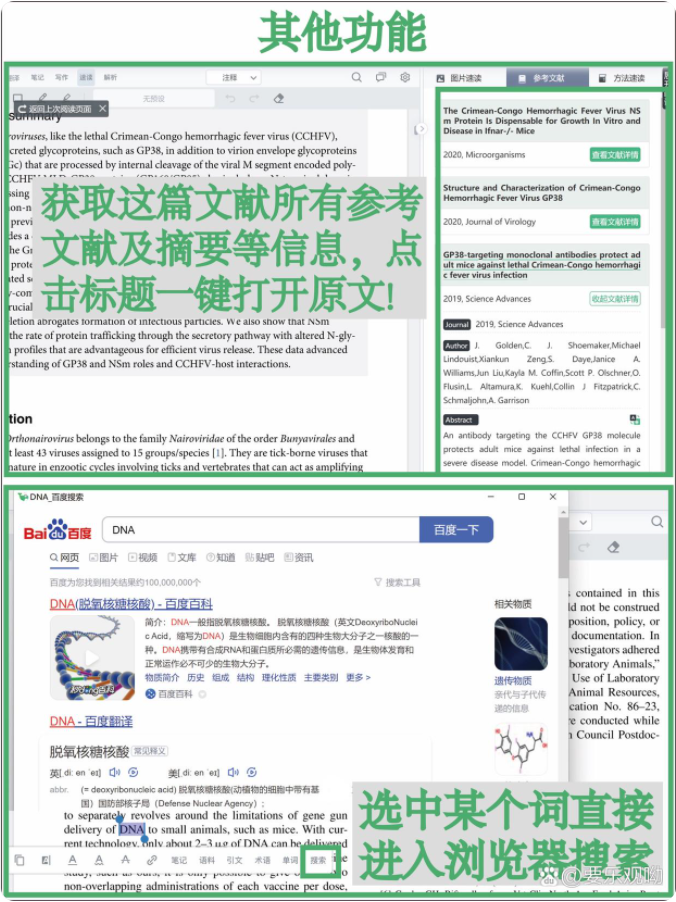 其他功能
笔记 写作 速读 解析 注释
图片速读 参考文献 方法速读
无预设
返回上次阅读页面
summary
roviruses, like the lethal Crimean-Congo hemorrhagic fever virus (CCHFV),
creted glycoproteins, such as GP38, in addition to virion envelope glycoproteins
Gc) that are processed by internal cleavage of the viral M segment encoded poly-
获取这篇文献所有参考
文献及摘要等信息，点
击标题一键打开原文!
eletion abrogates formation of infectious particles. We also show that NSm
the rate of protein trafficking through the secretory pathway with altered N-gly-
n profiles that are advantageous for efficient virus release. These data advanced
rstanding of GP38 and NSm roles and CCHFV-host interactions.
tion
Orthonairovirus belongs to the family Nairoviridae of the order Bunyavirales and
t least 43 viruses assigned to 15 groups/species [1]. They are tick-borne viruses that
nature in enzootic cycles involving ticks and vertebrates that can act as amplifying
The Crimean-Congo Hemorrhagic Fever Virus NS
m Protein Is Dispensable for Growth In Vitro and
Disease in Ifnar-/- Mice
2020, Microorganisms 查看文献详情
Structure and Characterization of Crimean-Congo
Hemorrhagic Fever Virus GP38
2020, Journal of Virology 查看文献详情
GP38-targeting monoclonal antibodies protect ad
ult mice against lethal Crimean-Congo hemorrhagi
c fever virus infection
2019, Science Advances 收起文献详情
Journal 2019, Science Advances
Author J. Golden,C. J. Shoemaker,Michael
Lindouist,Xiankun Zeng,S. Daye,Janice A.
Williams,Jun Liu,Kayla M. Coffin,Scott P. Olschner,O.
Flusin,L. Altamura,K. Kuehl,Collin J Fitzpatrick,C.
Schmaljohn,A. Garrison
Abstract
An antibody targeting the CCHFV GP38 molecule
protects adult mice against lethal infection in a
severe disease model. Crimean-Congo hemorrhagic
DNA_百度搜索
Bai du 百度 DNA 百度一下
网页 图片 视频 文库 知道 贴吧 资讯
百度为您找到相关结果约100,000,000个 搜索工具
DNA(脱氧核糖核酸) - 百度百科
简介：DNA一般指脱氧核糖核酸。 脱氧核糖核酸（英文DeoxyriboNuclei
c Acid，缩写为DNA）是生物细胞内含有的四种生物大分子之一核酸的一
种。DNA携带有合成RNA和蛋白质所必需的遗传信息，是生物体发育和
正常运作必不可少的生物大分子。
物质简介 历史 组成 结构 理化性质 主要类别 更多 >
秒懂百科
百度百科
DNA - 百度翻译
脱氧核糖核酸 常见释义
英[ˌdiː en ˈeɪ] 美[ˌdiː en ˈeɪ]
abbr. (= deoxyribonucleic acid) 脱氧核糖核酸(动植物的细胞中带有基
因）国防部核子局（Defense Nuclear Agency）;
相关物质
遗传物质
亲代与子代传
递的信息
s contained in this
ld not be construed
position, policy, or
documentation. In
vestigators adhered
boratory Animals,”
Use of Laboratory
Animal Resources,
cation No. 86–23,
re conducted while
n Council Postdoc-
to separately revolves around the limitations of gene gun
delivery of DNA to small animals, such as mice. With cur-
rent technology, only about 2–3 μg of DNA can be delivered
笔记 语料 引文 术语 单词 搜索
non-overlapping administrations of each vaccine per dose,
选中某个词直接
进入浏览器搜索
@要乐观呦